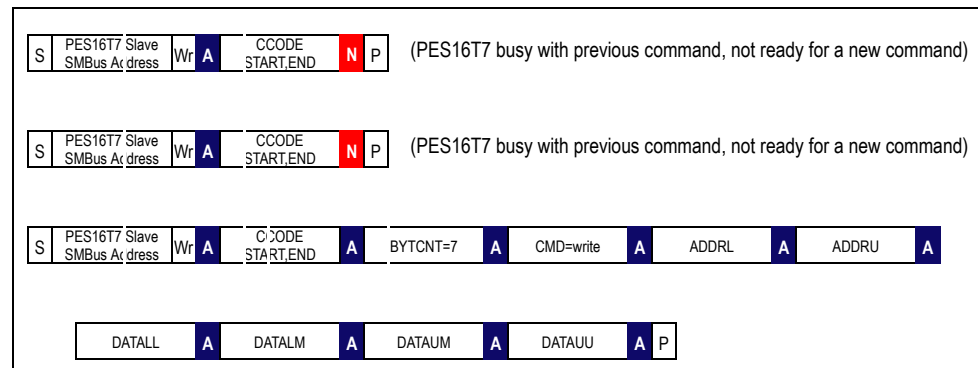 S PES16T7 Slave SMBus Address Wr A CCODE START,END N P (PES16T7 busy with previous command, not ready for a new command)
S PES16T7 Slave SMBus Address Wr A CCODE START,END N P (PES16T7 busy with previous command, not ready for a new command)
S PES16T7 Slave SMBus Address Wr A CCODE START,END A BYTCNT=7 A CMD=write A ADDRL A ADDRU A
DATALL A DATALM A DATAUM A DATAUU A P